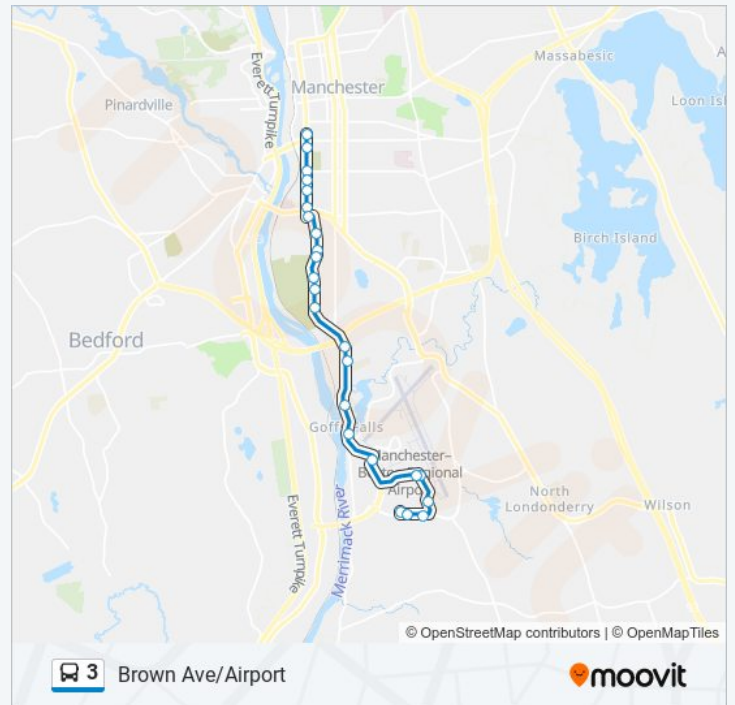 Massabesic
Manchester
Everett Turnpike
Pinardville
Loon Isl
Birch Island
Bedford
Goffs Falls
Manchester–
Boston Regional
Airport
North
Londonderry
Wilson
Everett Turnpike
Merrimack River
© OpenStreetMap contributors | © OpenMapTiles
3 Brown Ave/Airport
moovit